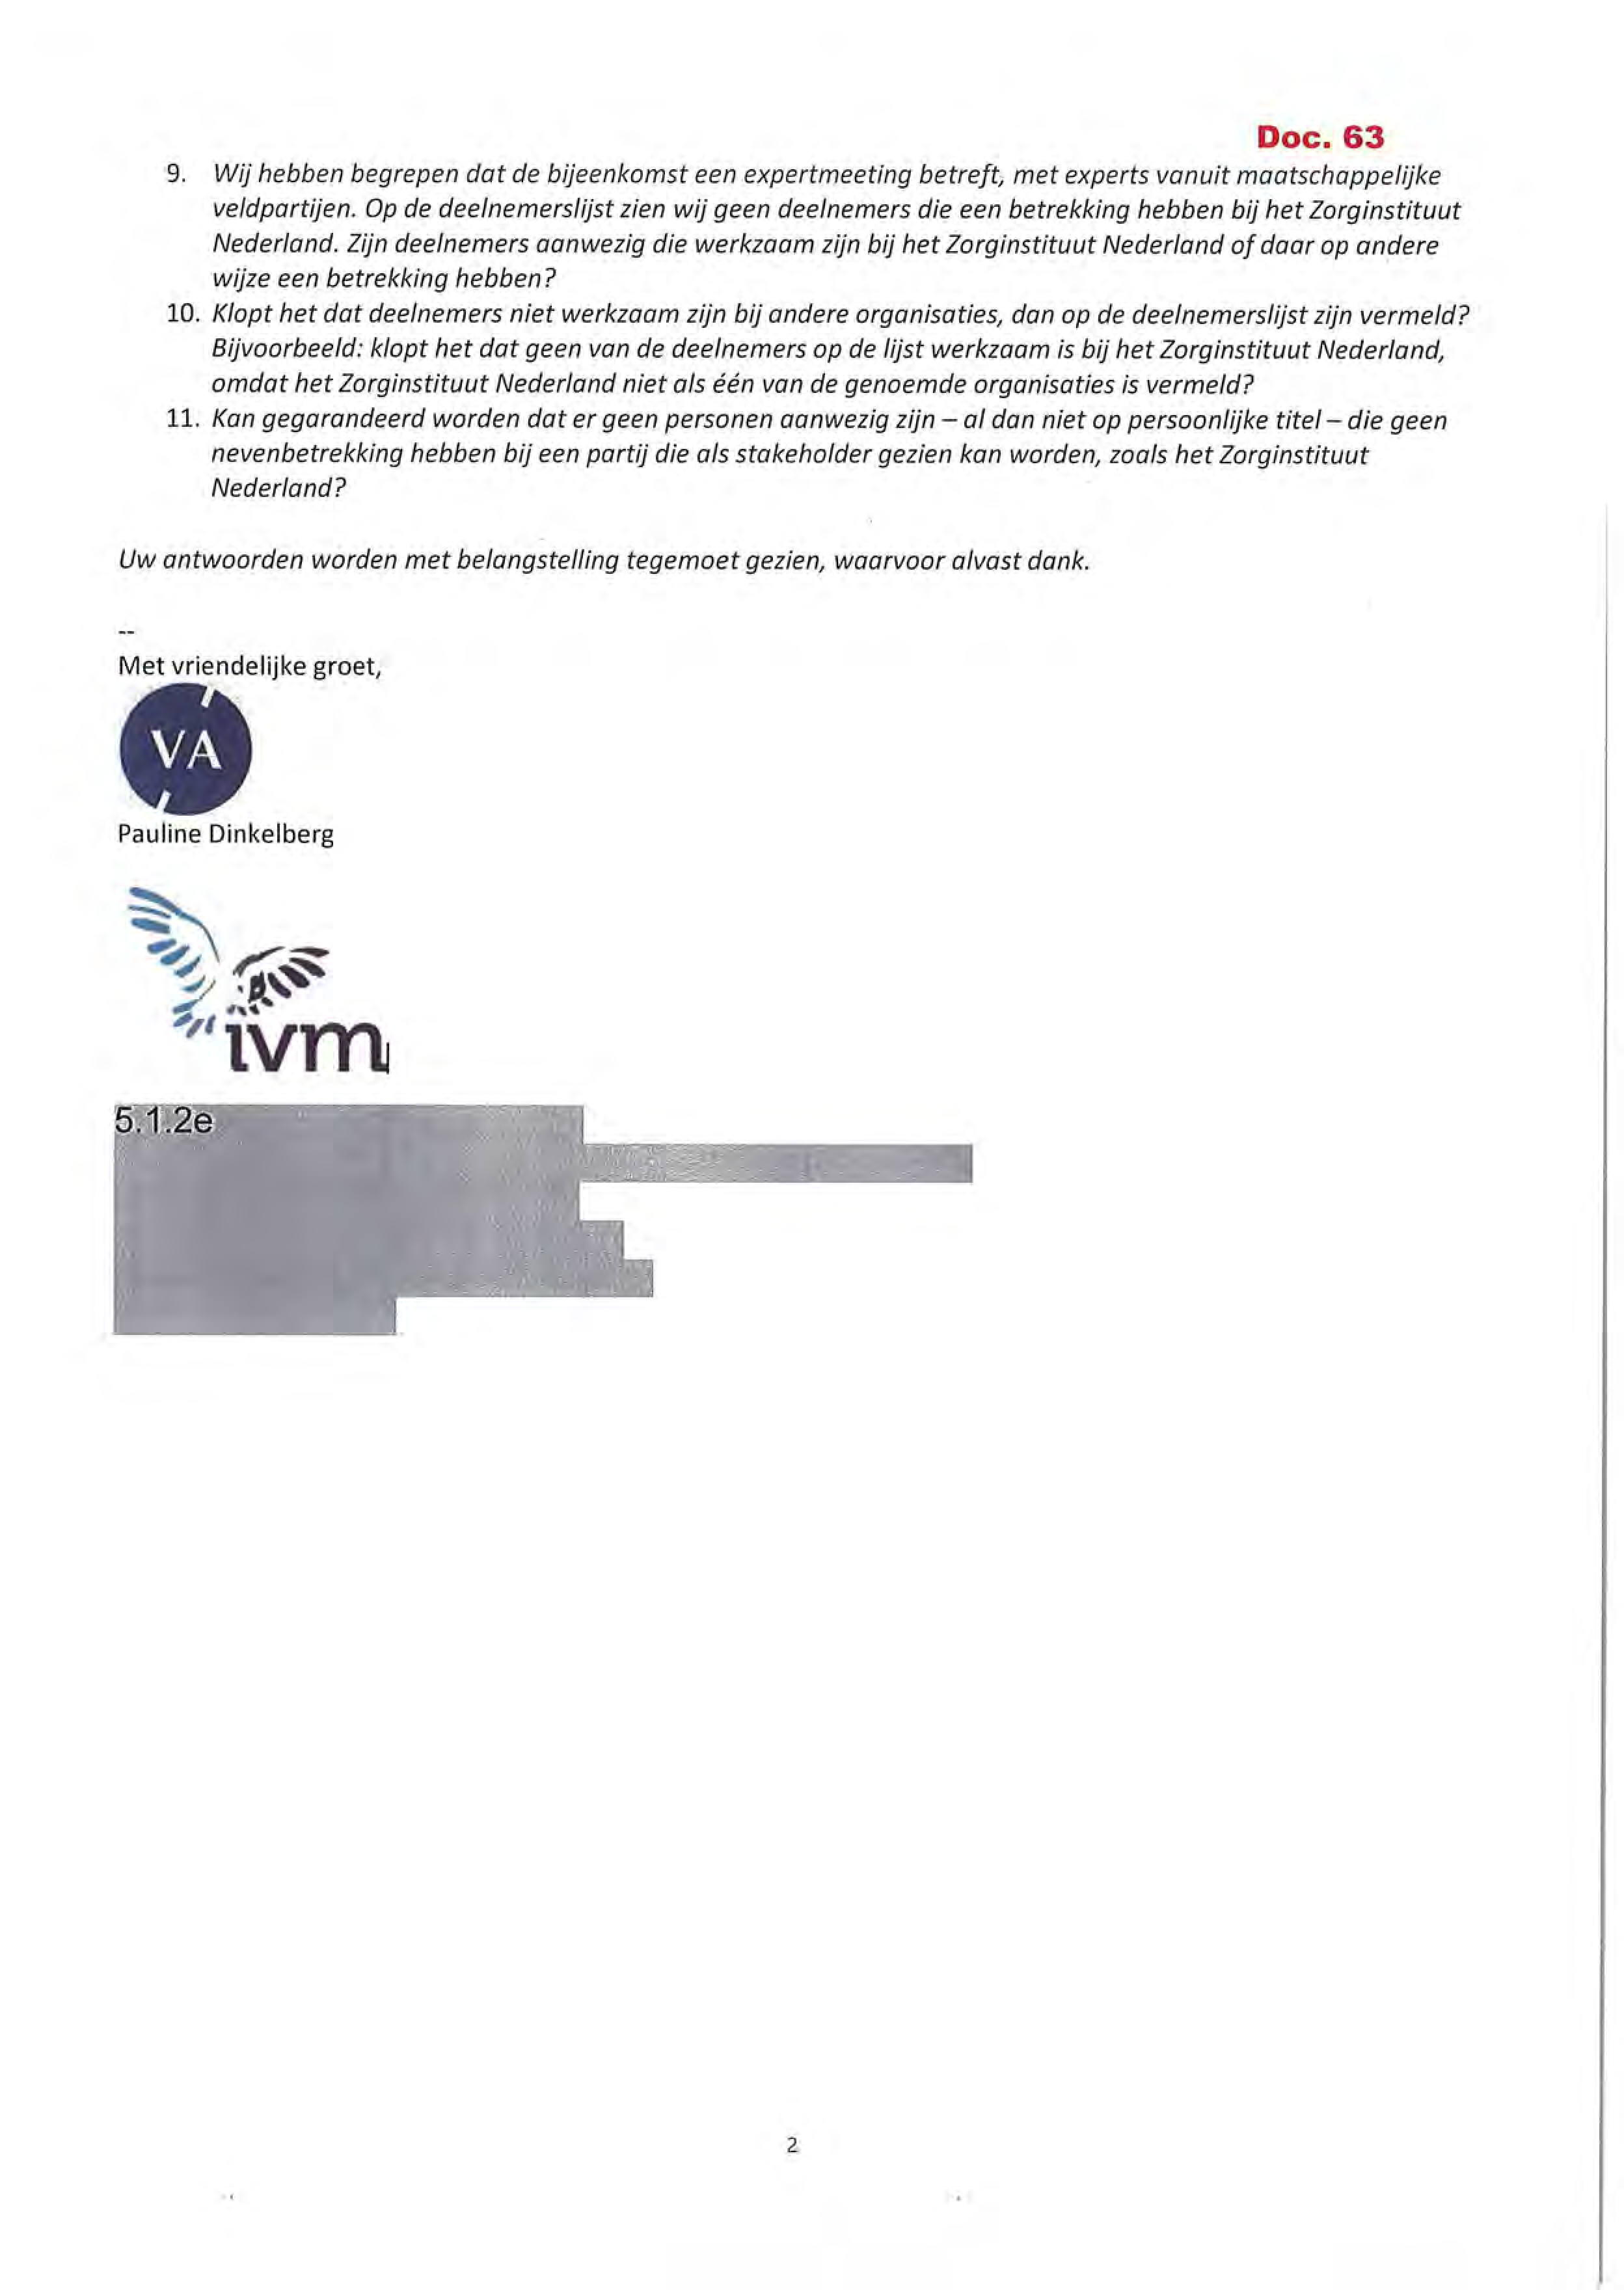 Doc. 63
9. Wij hebben begrepen dat de bijeenkomst een expertmeeting betreft, met experts vanuit maatschappelijke
veldpartijen. Op de deelnemerslijst zien wij geen deelnemers die een betrekking hebben bij het Zorginstituut
Nederland. Zijn deelnemers aanwezig die werkzaam zijn bij het Zorginstituut Nederland of daar op andere
wijze een betrekking hebben?
10. Klopt het dat deelnemers niet werkzaam zijn bij andere organisaties, dan op de deelnemerslijst zijn vermeld?
Bijvoorbeeld: klopt het dat geen van de deelnemers op de lijst werkzaam is bij het Zorginstituut Nederland,
omdat het Zorginstituut Nederland niet als één van de genoemde organisaties is vermeld?
11. Kan gegarandeerd worden dat er geen personen aanwezig zijn – al dan niet op persoonlijke titel – die geen
nevenbetrekking hebben bij een partij die als stakeholder gezien kan worden, zoals het Zorginstituut
Nederland?
Uw antwoorden worden met belangstelling tegemoet gezien, waarvoor alvast dank.
--
Met vriendelijke groet,
VA
Pauline Dinkelberg
ivm
5.1.2e
2